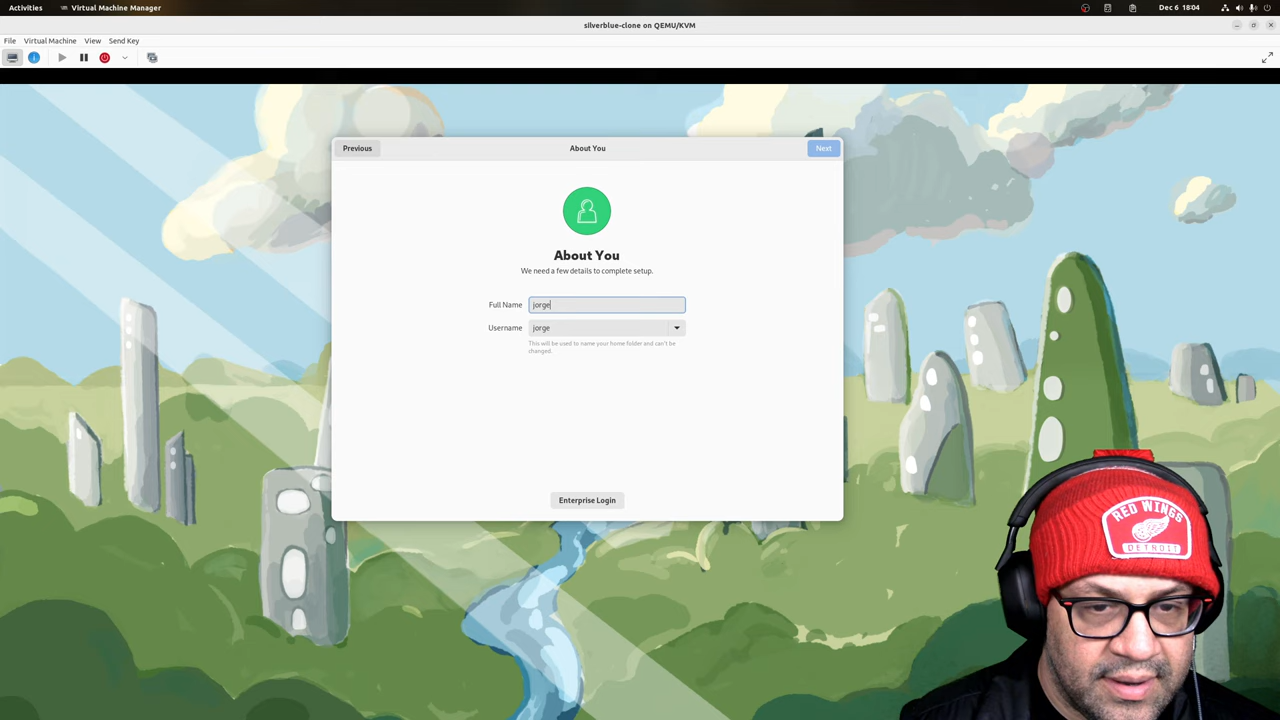 Activities Virtual Machine Manager Dec 6 18:04
silverblue-clone on QEMU/KVM
File Virtual Machine View Send Key
Previous About You Next
About You
We need a few details to complete setup.
Full Name jorge
Username jorge
This will be used to name your home folder and can't be
changed.
Enterprise Login
RED WINGS
DETROIT